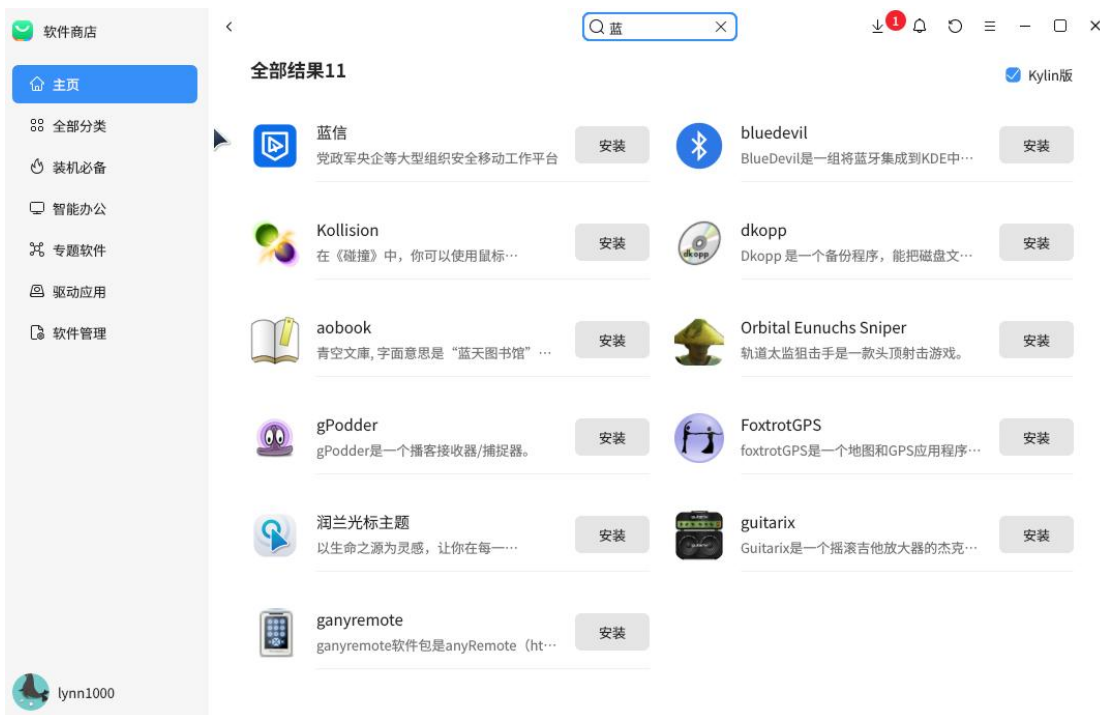 软件商店
蓝
1
主页
全部分类
装机必备
智能办公
专题软件
驱动应用
软件管理
lynn1000
全部结果11
Kylin版
蓝信
党政军央企等大型组织安全移动工作平台
安装
bluedevil
BlueDevil是一组将蓝牙集成到KDE中…
安装
Kollision
在《碰撞》中，你可以使用鼠标…
安装
dkopp
Dkopp 是一个备份程序，能把磁盘文…
安装
aobook
青空文庫, 字面意思是“蓝天图书馆”…
安装
Orbital Eunuchs Sniper
轨道太监狙击手是一款头顶射击游戏。
安装
gPodder
gPodder是一个播客接收器/捕捉器。
安装
FoxtrotGPS
foxtrotGPS是一个地图和GPS应用程序…
安装
润兰光标主题
以生命之源为灵感，让你在每一…
安装
guitarix
Guitarix是一个摇滚吉他放大器的杰克…
安装
ganyremote
ganyremote软件包是anyRemote（ht…
安装